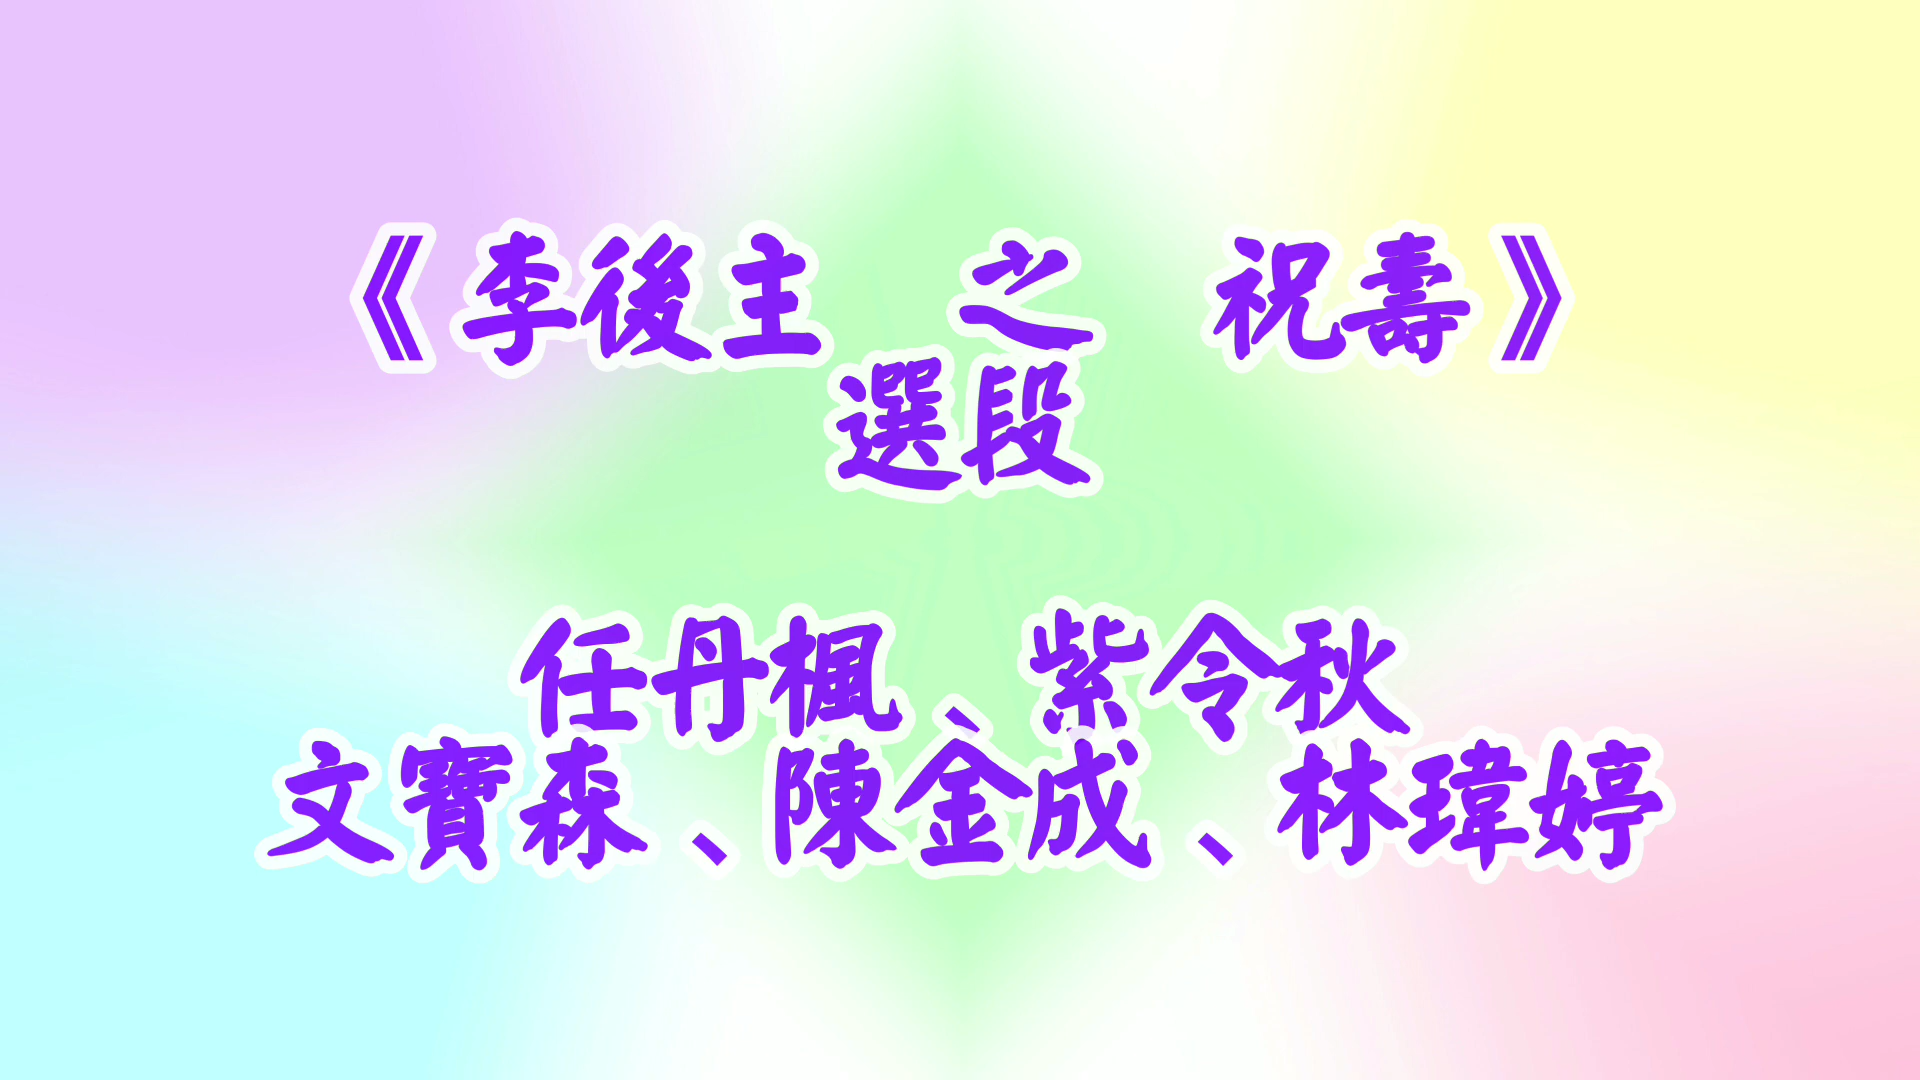 《李後主 之 祝壽》
選段
任丹楓、紫令秋
文寶森、陳金成、林瑋婷